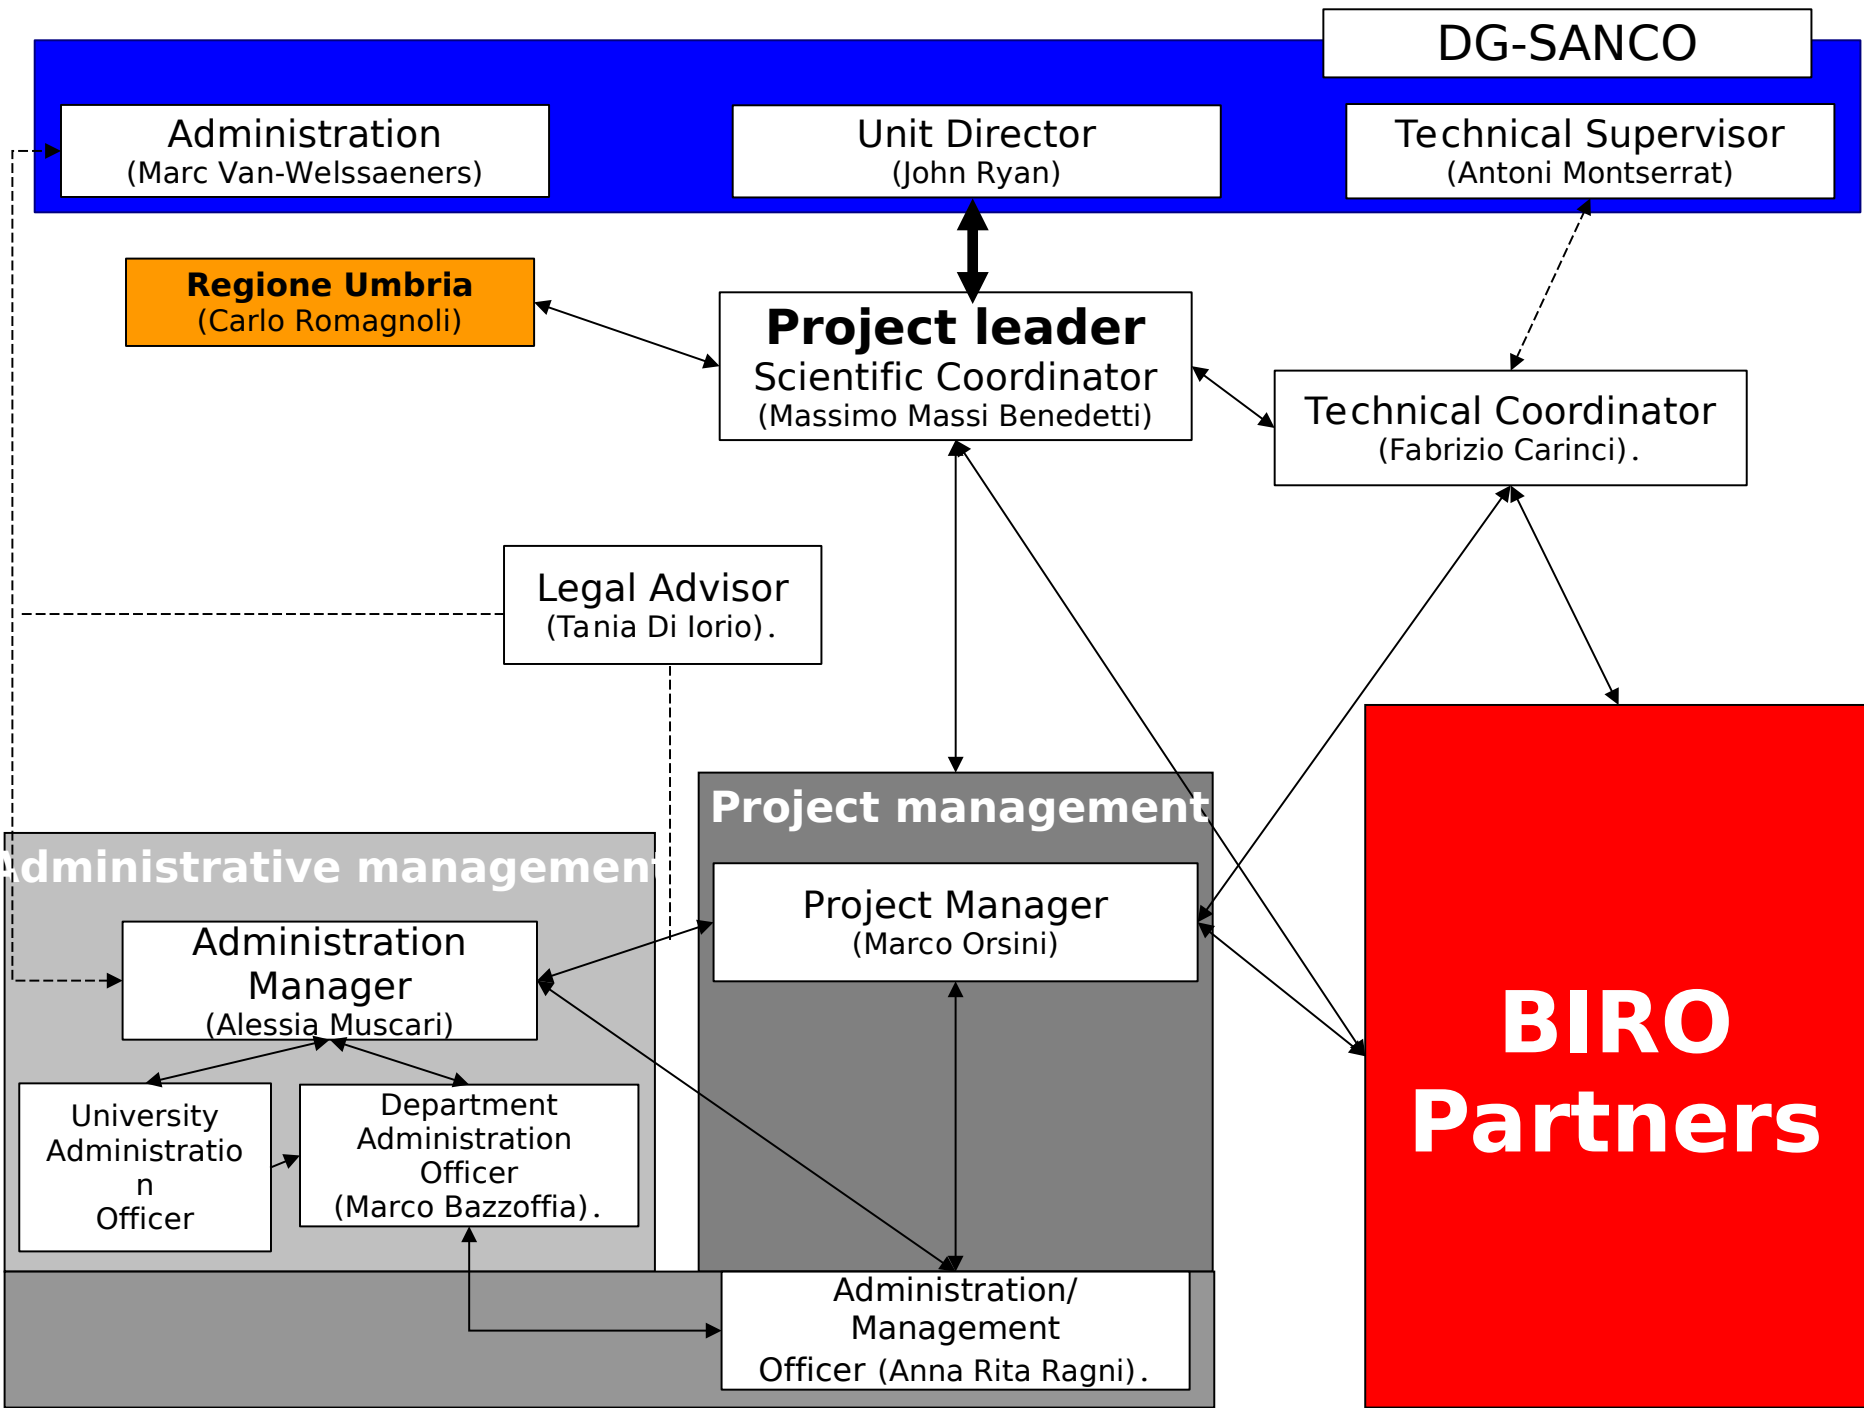 DG-SANCO
Administration
(Marc Van-Welssaeners)
Unit Director
(John Ryan)
Technical Supervisor
(Antoni Montserrat)
Regione Umbria
(Carlo Romagnoli)
Project leader
Scientific Coordinator
(Massimo Massi Benedetti)
Technical Coordinator
(Fabrizio Carinci).
Legal Advisor
(Tania Di Iorio).
Project management
Administrative management
Project Manager
(Marco Orsini)
Administration
Manager
(Alessia Muscari)
BIRO
Partners
University
Administratio
n
Officer
Department
Administration
Officer
(Marco Bazzoffia).
Administration/
Management
Officer (Anna Rita Ragni).